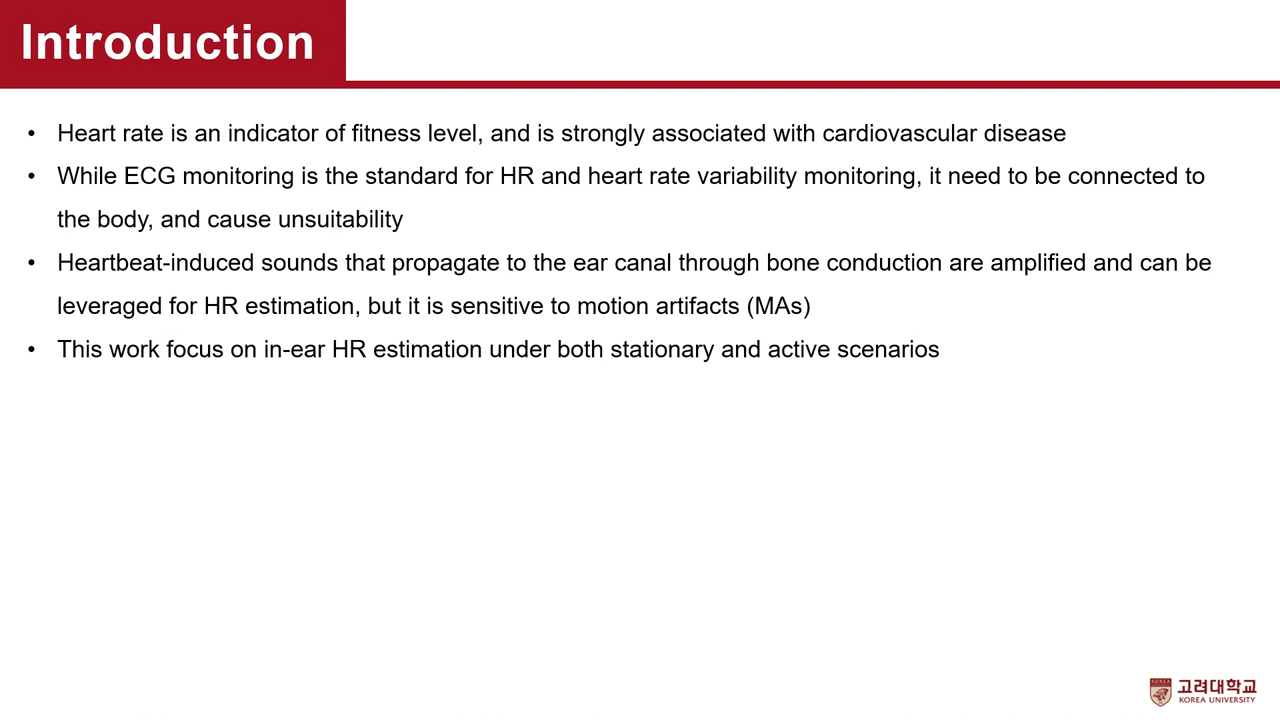 Introduction
• Heart rate is an indicator of fitness level, and is strongly associated with cardiovascular disease
• While ECG monitoring is the standard for HR and heart rate variability monitoring, it need to be connected to
the body, and cause unsuitability
• Heartbeat-induced sounds that propagate to the ear canal through bone conduction are amplified and can be
leveraged for HR estimation, but it is sensitive to motion artifacts (MAs)
• This work focus on in-ear HR estimation under both stationary and active scenarios
고려대학교
KOREA UNIVERSITY